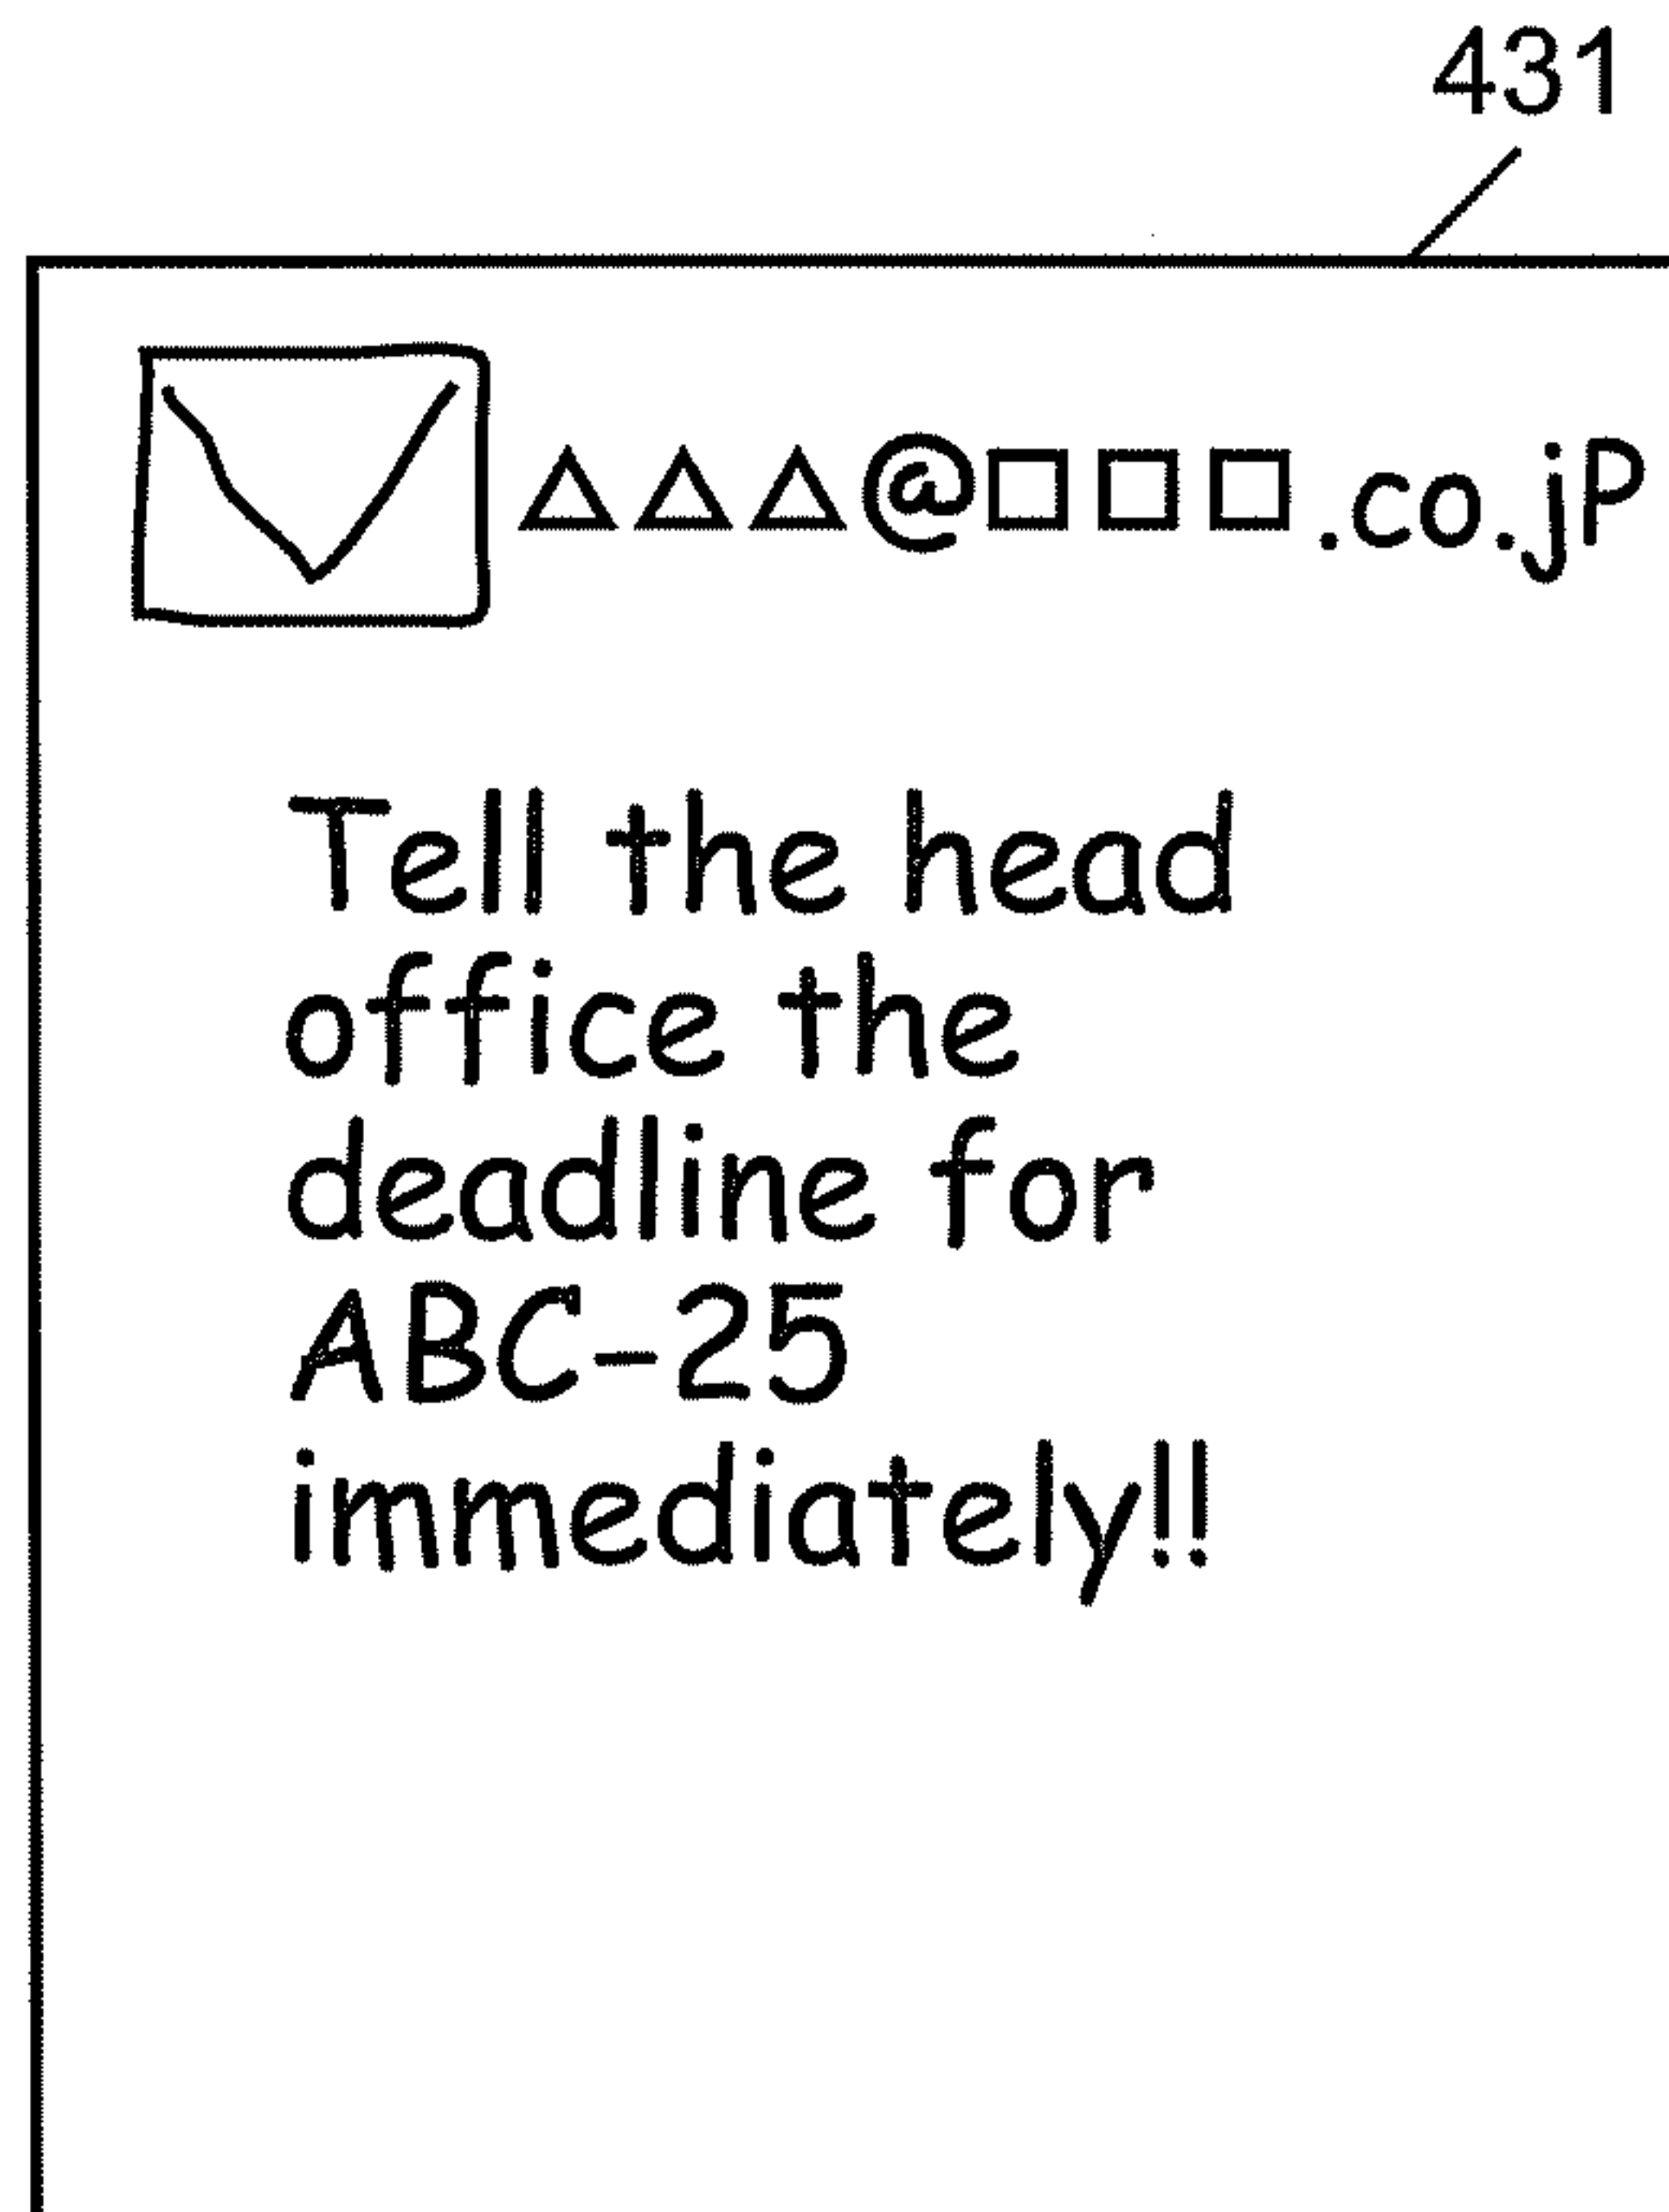 431
△△△@□□□.co.jp
Tell the head
office the
deadline for
ABC-25
immediately!!